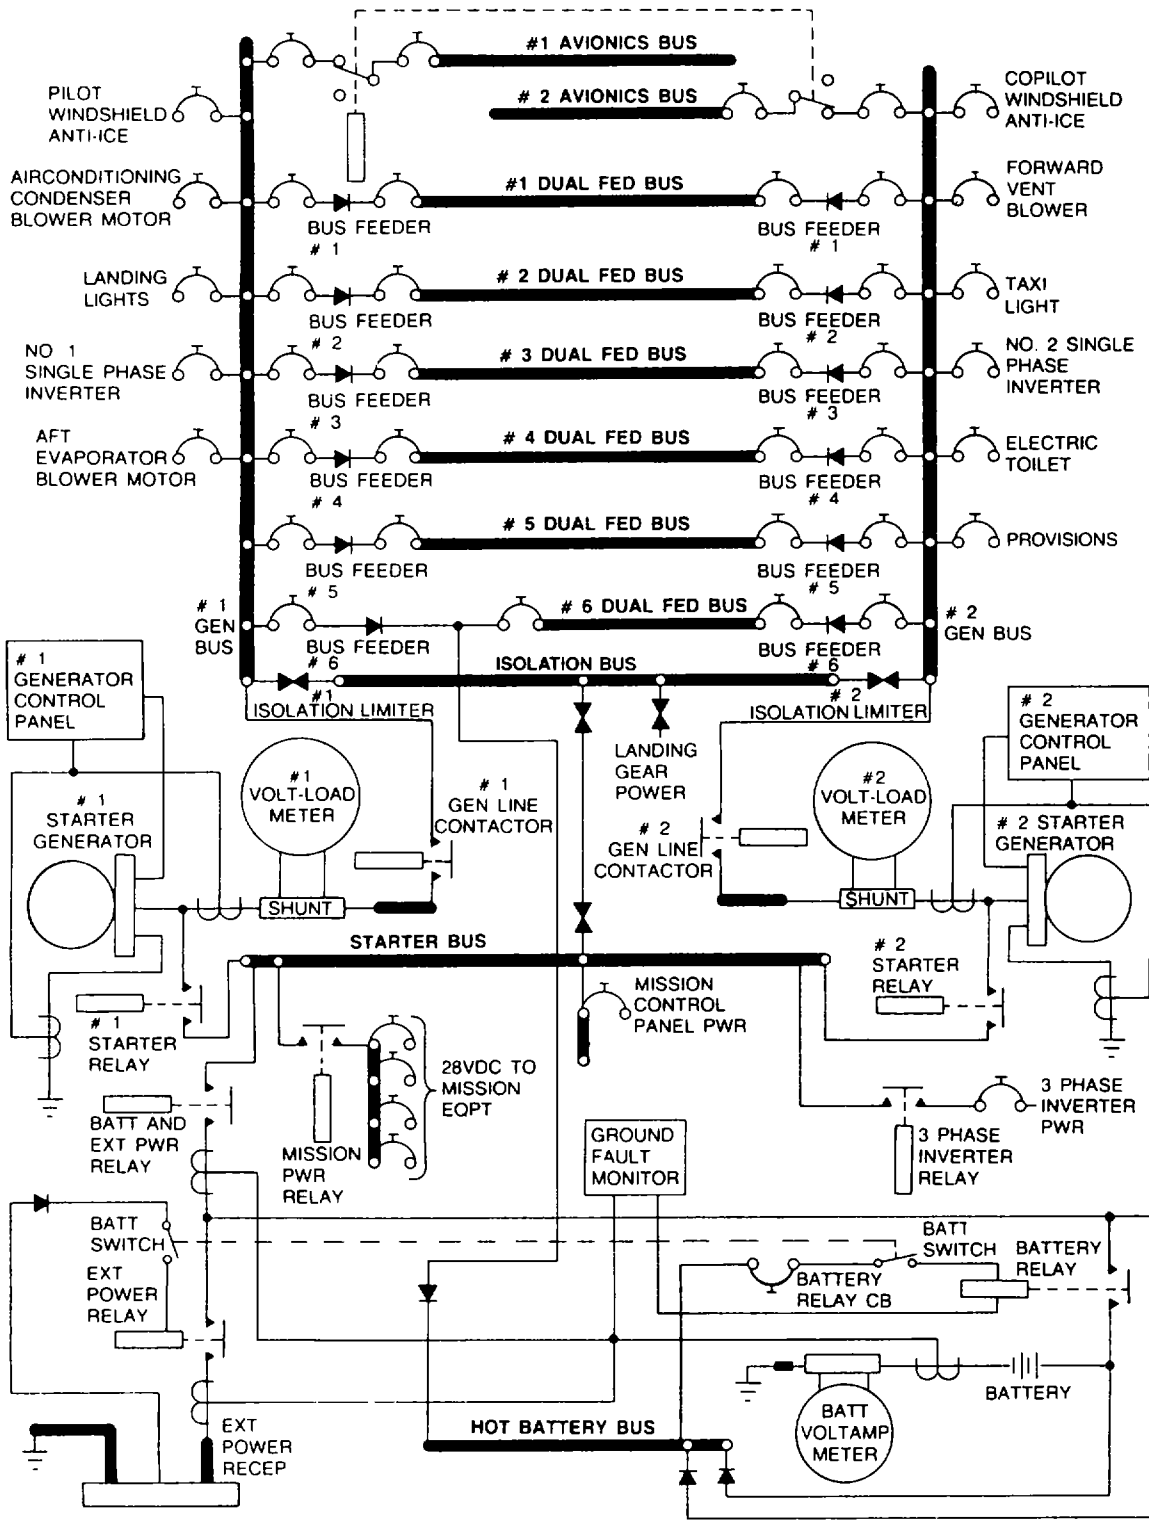 #1 AVIONICS BUS
# 2 AVIONICS BUS
PILOT
WINDSHIELD
ANTI-ICE
COPILOT
WINDSHIELD
ANTI-ICE
AIRCONDITIONING
CONDENSER
BLOWER MOTOR
#1 DUAL FED BUS
FORWARD
VENT
BLOWER
BUS FEEDER
# 1
BUS FEEDER
# 1
LANDING
LIGHTS
# 2 DUAL FED BUS
TAXI
LIGHT
BUS FEEDER
# 2
BUS FEEDER
# 2
NO 1
SINGLE PHASE
INVERTER
# 3 DUAL FED BUS
NO. 2 SINGLE
PHASE
INVERTER
BUS FEEDER
# 3
BUS FEEDER
# 3
AFT
EVAPORATOR
BLOWER MOTOR
# 4 DUAL FED BUS
ELECTRIC
TOILET
BUS FEEDER
# 4
BUS FEEDER
# 4
# 5 DUAL FED BUS
PROVISIONS
BUS FEEDER
# 5
BUS FEEDER
# 5
# 1
GEN
BUS
# 6 DUAL FED BUS
# 2
GEN BUS
BUS FEEDER
# 6
BUS FEEDER
# 6
ISOLATION BUS
#1
ISOLATION LIMITER
# 2
ISOLATION LIMITER
# 1
GENERATOR
CONTROL
PANEL
# 2
GENERATOR
CONTROL
PANEL
LANDING
GEAR
POWER
#1
VOLT-LOAD
METER
# 1
GEN LINE
CONTACTOR
#2
VOLT-LOAD
METER
# 1
STARTER
GENERATOR
# 2
GEN LINE
CONTACTOR
# 2 STARTER
GENERATOR
SHUNT
SHUNT
STARTER BUS
# 2
STARTER
RELAY
MISSION
CONTROL
PANEL PWR
# 1
STARTER
RELAY
28VDC TO
MISSION
EQPT
BATT AND
EXT PWR
RELAY
MISSION
PWR
RELAY
3 PHASE
INVERTER
PWR
GROUND
FAULT
MONITOR
3 PHASE
INVERTER
RELAY
BATT
SWITCH
BATT
SWITCH
BATTERY
RELAY
EXT
POWER
RELAY
BATTERY
RELAY CB
BATTERY
BATT
VOLTAMP
METER
HOT BATTERY BUS
EXT
POWER
RECEP